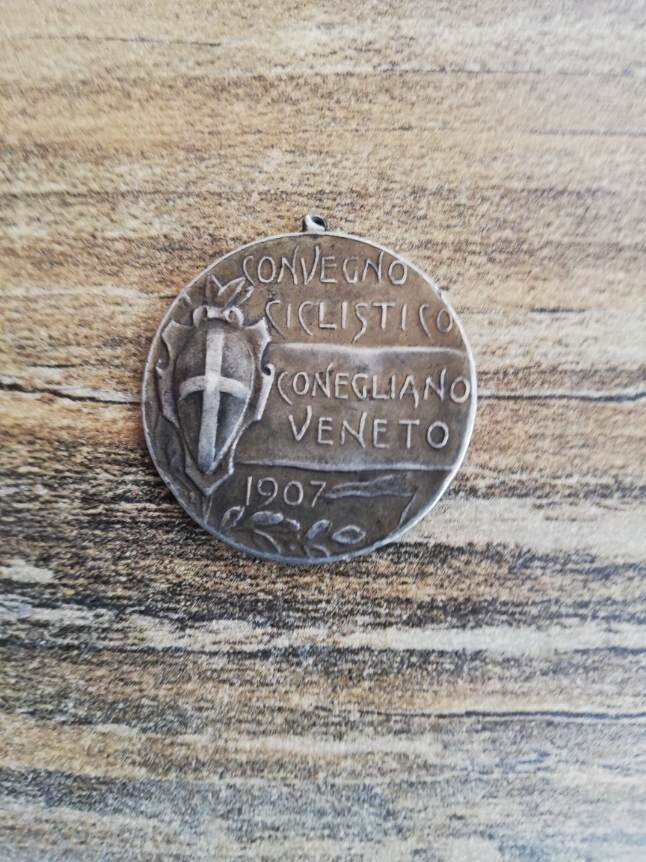 CONVEGNO
CICLISTICO
CONEGLIANO
VENETO
1907